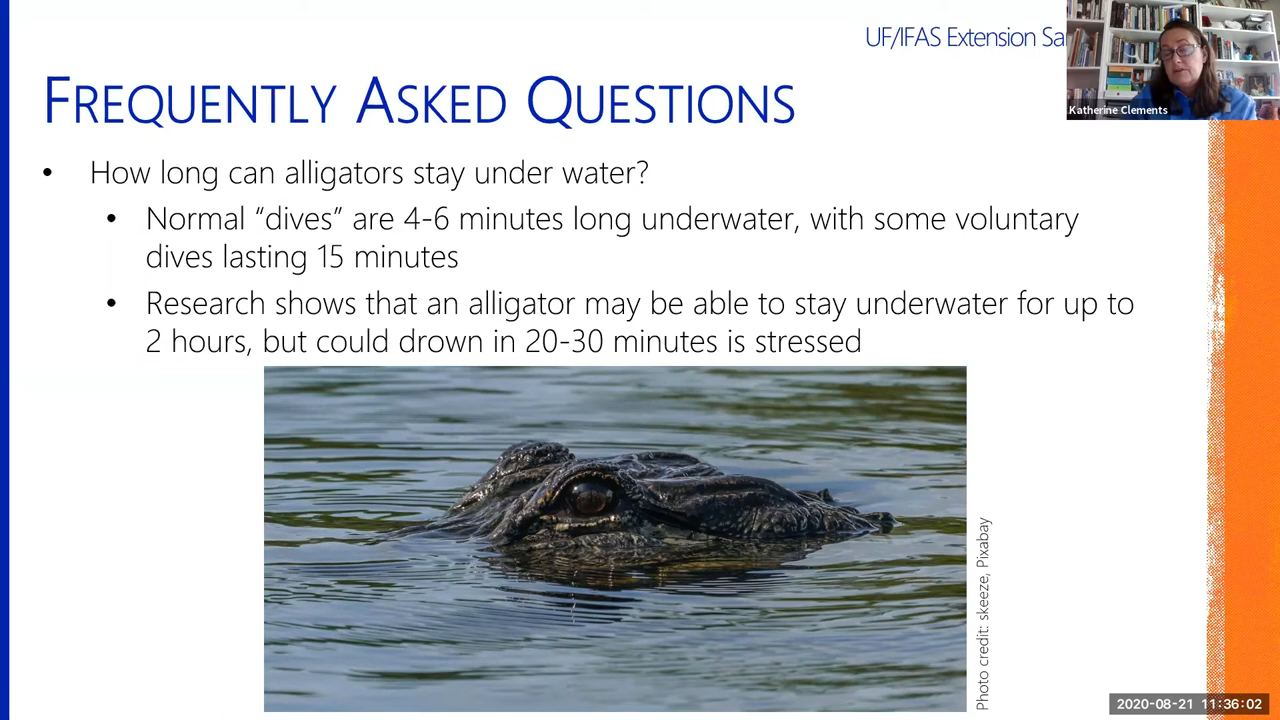 UF/IFAS Extension
FREQUENTLY ASKED QUESTIONS
Katherine Clements
• How long can alligators stay under water?
• Normal “dives” are 4-6 minutes long underwater, with some voluntary
dives lasting 15 minutes
• Research shows that an alligator may be able to stay underwater for up to
2 hours, but could drown in 20-30 minutes is stressed
Photo credit: skeeze, Pixabay
2020-08-21 11:36:02